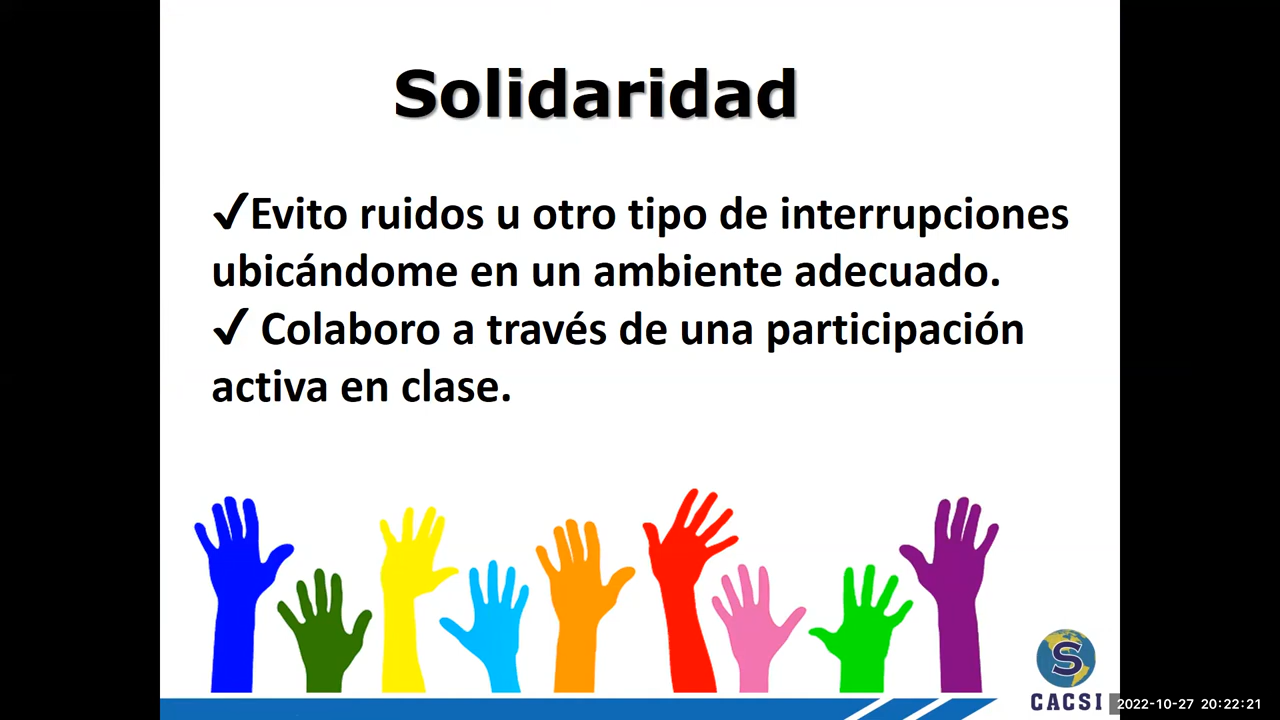 Solidaridad
✓Evito ruidos u otro tipo de interrupciones
ubicándome en un ambiente adecuado.
✓ Colaboro a través de una participación
activa en clase.
S
CACSI
2022-10-27 20:22:21